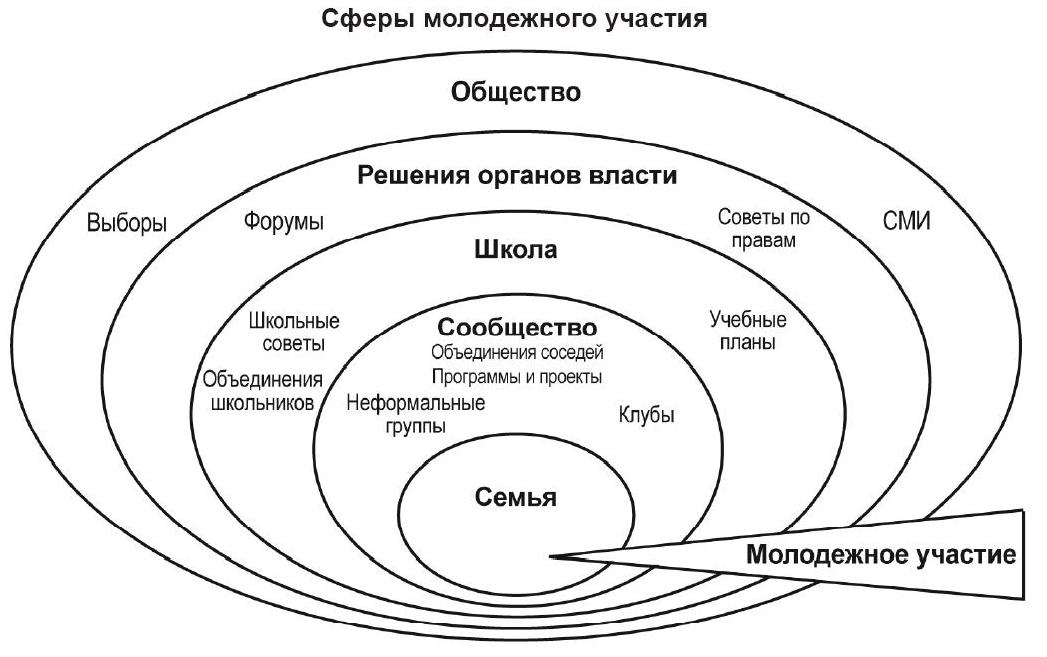 Сферы молодежного участия
Общество
Решения органов власти
Выборы
Форумы
Советы по
правам
СМИ
Школа
Школьные
советы
Учебные
планы
Сообщество
Объединения соседей
Программы и проекты
Объединения
школьников
Неформальные
группы
Клубы
Семья
Молодежное участие